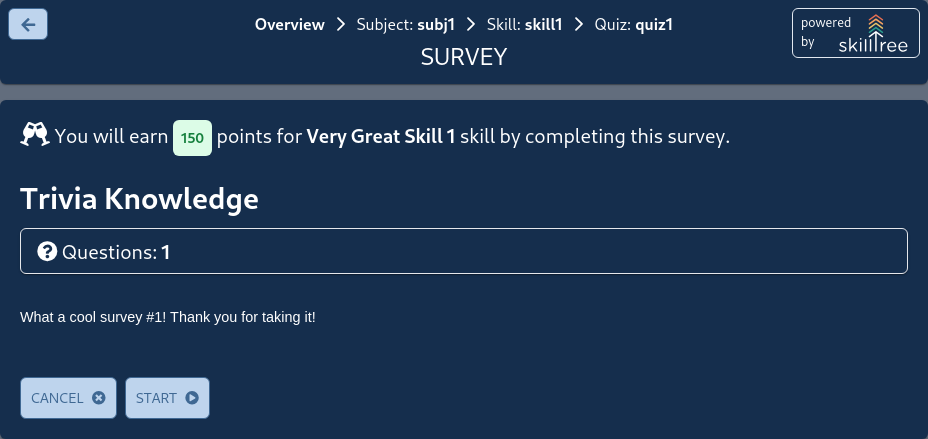 Overview > Subject: subj1 > Skill: skill1 > Quiz: quiz1
SURVEY
powered by skilltree
You will earn 150 points for Very Great Skill 1 skill by completing this survey.
Trivia Knowledge
Questions: 1
What a cool survey #1! Thank you for taking it!
CANCEL START